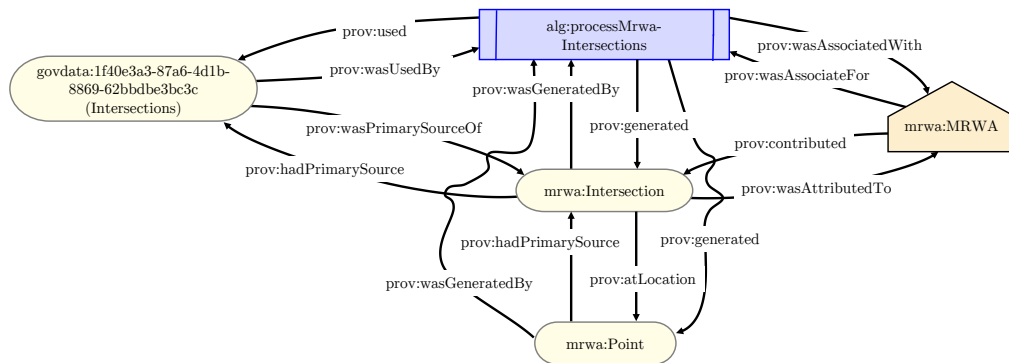 alg:processMrwa-
Intersections
prov:used
prov:wasAssociatedWith
govdata:1f40e3a3-87a6-4d1b-
8869-62bbdbe3bc3c
(Intersections)
prov:wasUsedBy
prov:wasAssociateFor
prov:wasGeneratedBy
prov:wasPrimarySourceOf
prov:generated
mrwa:MRWA
prov:contributed
prov:hadPrimarySource
mrwa:Intersection
prov:wasAttributedTo
prov:hadPrimarySource
prov:generated
prov:wasGeneratedBy
prov:atLocation
mrwa:Point